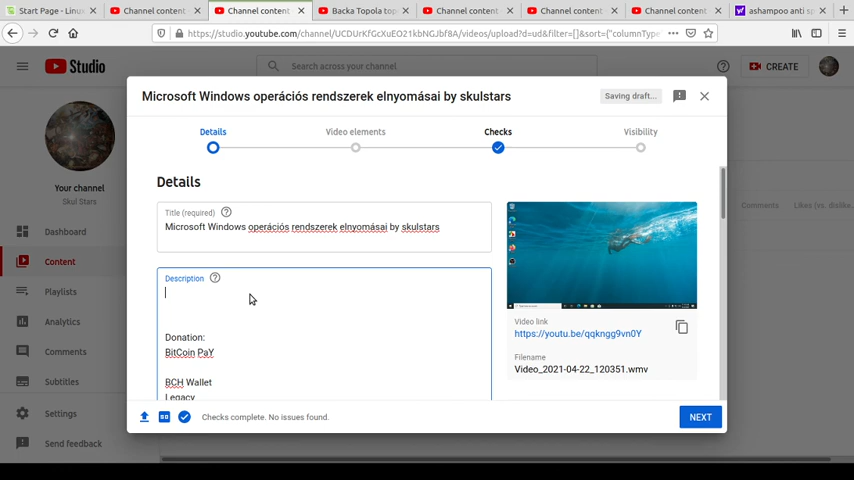 Start Page - Linux
Channel content
Channel content
Backa Topola top
Channel content
Channel content
Channel content
ashampoo anti sp
https://studio.youtube.com/channel/UCDUrKfGcXuEO21kbNGJbf8A/videos/upload?d=ud&filter=[]&sort={"columnType
Studio
Search across your channel
CREATE
Your channel
Skul Stars
Dashboard
Content
Playlists
Analytics
Comments
Subtitles
Settings
Send feedback
Comments
Likes (vs. dislike
Microsoft Windows operációs rendszerek elnyomásai by skulstars
Saving draft...
Details
Video elements
Checks
Visibility
Details
Title (required)
Microsoft Windows operációs rendszerek elnyomásai by skulstars
Description
Donation:
BitCoin PaY
BCH Wallet
Legacy
Video link
https://youtu.be/qqkngg9vn0Y
Filename
Video_2021-04-22_120351.wmv
Checks complete. No issues found.
NEXT